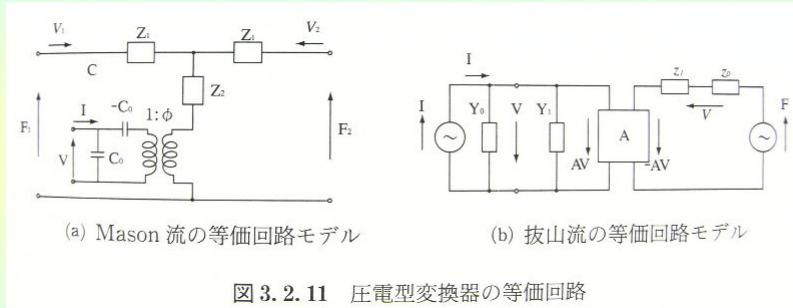 V₁
Z₁
Z₁
V₂
C
Z₂
I
-C₀
1:ϕ
F₁
V
C₀
F₂
(a) Mason 流の等価回路モデル
I
I
Y₀
V
Y₁
AV
A
-AV
z₁
z₀
V
F
(b) 抜山流の等価回路モデル
図 3.2.11 圧電型変換器の等価回路